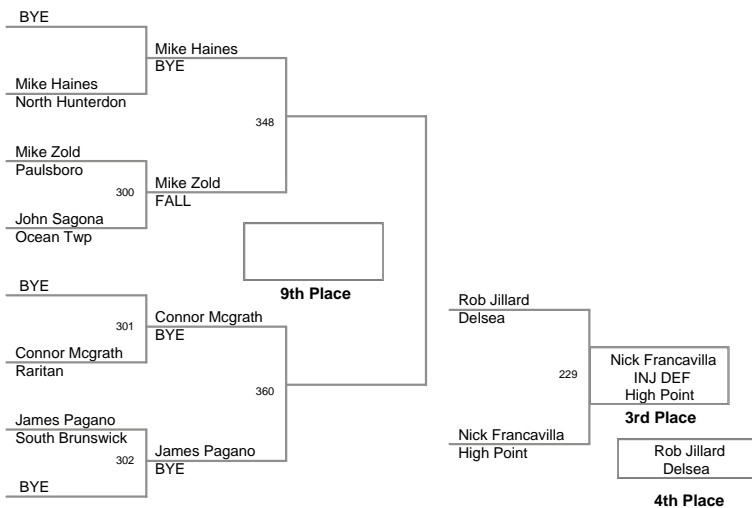 BYE
Mike Haines
BYE
Mike Haines
North Hunterdon
348
Mike Zold
Paulsboro
300
Mike Zold
FALL
John Sagona
Ocean Twp
9th Place
BYE
301
Connor Mcgrath
BYE
Connor Mcgrath
Raritan
360
James Pagano
South Brunswick
302
James Pagano
BYE
BYE
Rob Jillard
Delsea
229
Nick Francavilla
INJ DEF
High Point
3rd Place
Nick Francavilla
High Point
Rob Jillard
Delsea
4th Place